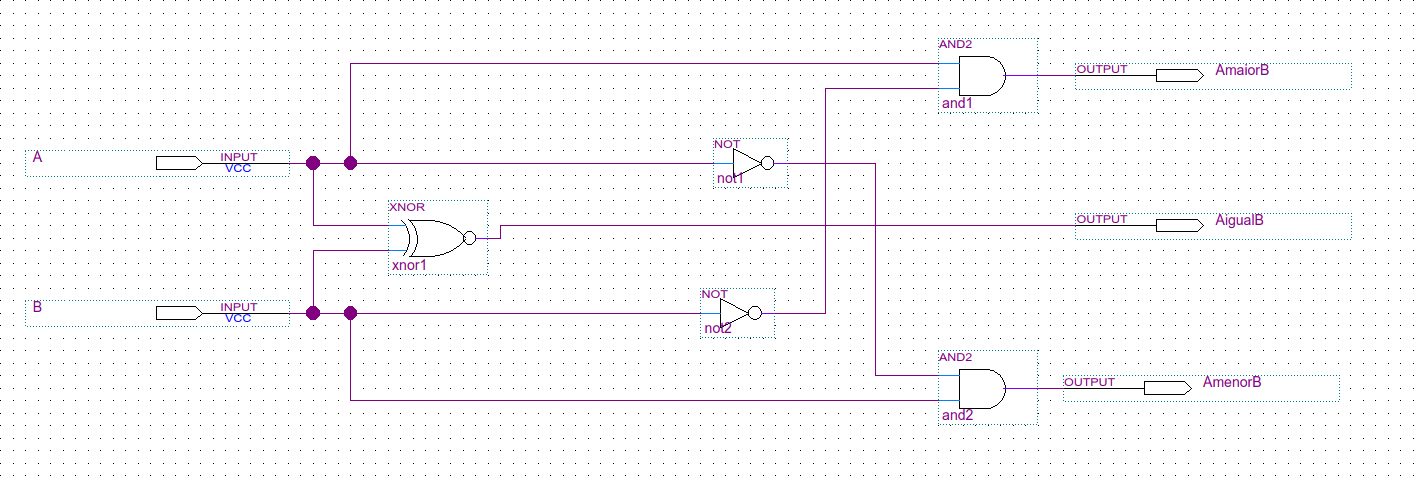 AND2
OUTPUT
AmaiorB
and1
A
INPUT
VCC
NOT
not1
XNOR
OUTPUT
AigualB
xnor1
B
INPUT
VCC
NOT
not2
AND2
OUTPUT
AmenorB
and2